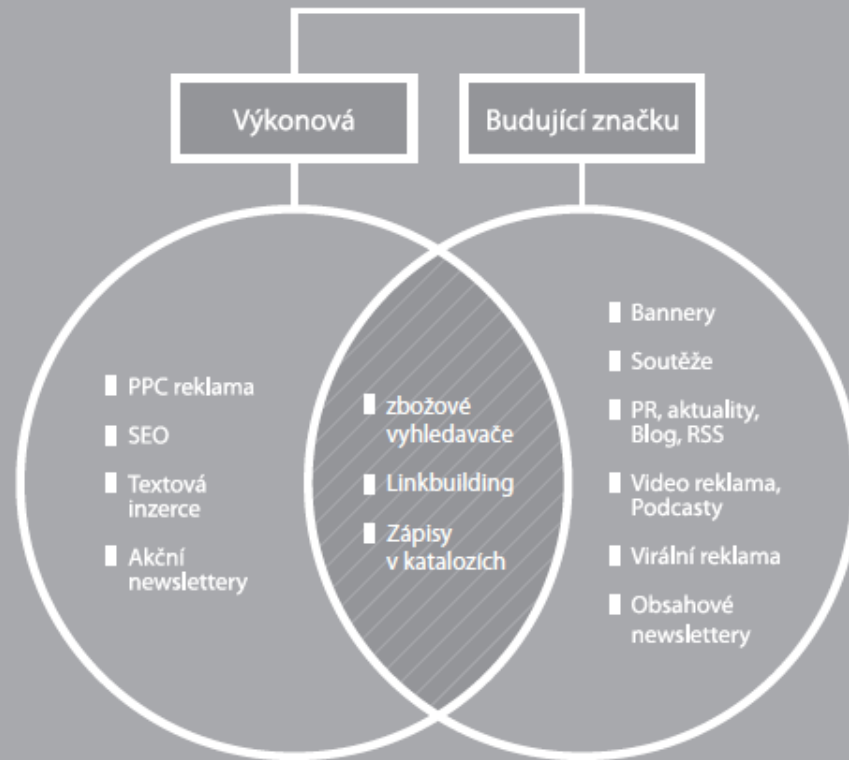 Výkonová
Budující značku
PPC reklama
SEO
Textová
inzerce
Akční
newslettery
zbožové
vyhledavače
Linkbuilding
Zápisy
v katalozích
Bannery
Soutěže
PR, aktuality,
Blog, RSS
Video reklama,
Podcasty
Virální reklama
Obsahové
newslettery